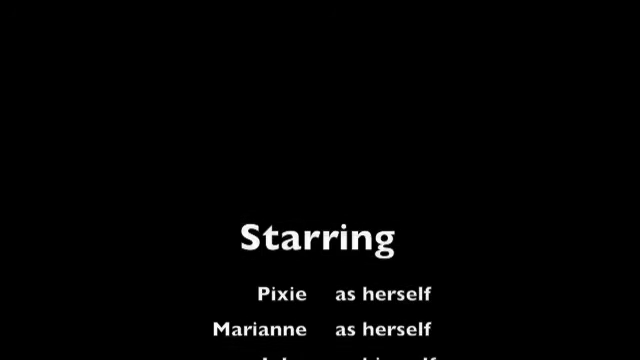 Starring
Pixie as herself
Marianne as herself